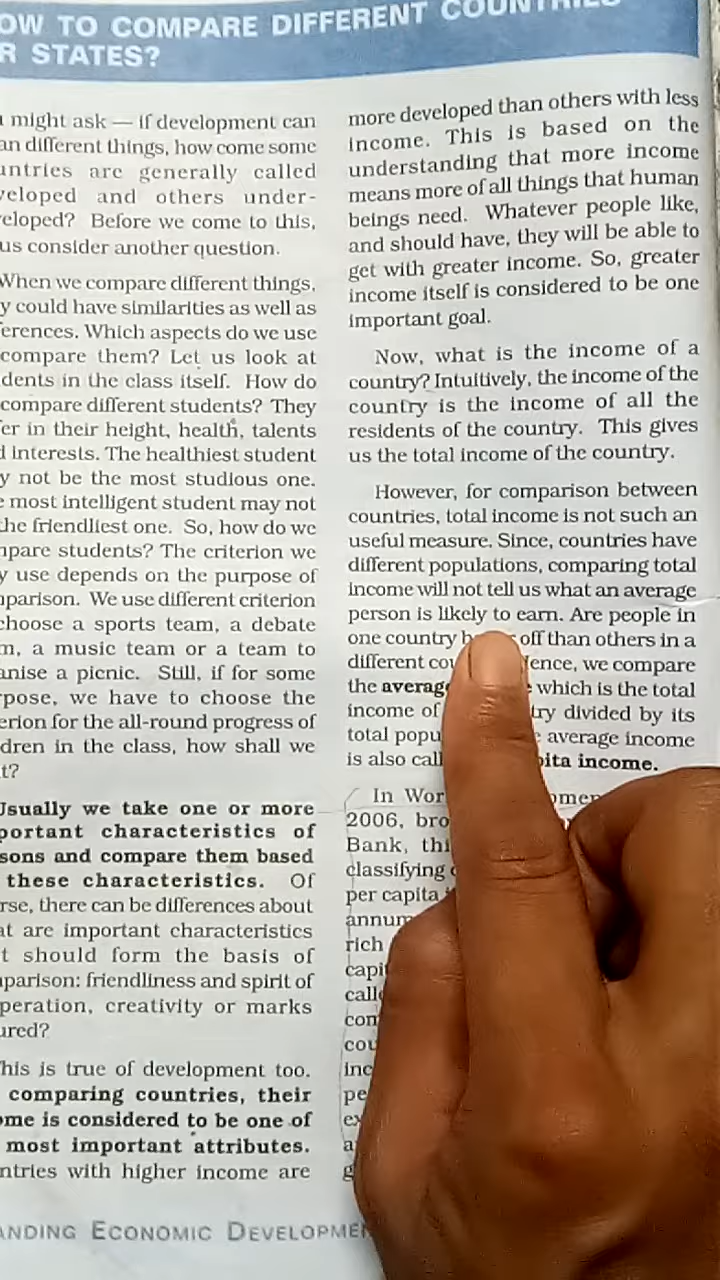 OW TO COMPARE DIFFERENT COUNTRIES
R STATES?
might ask — if development can
an different things, how come some
untries are generally called
veloped and others under-
eloped? Before we come to this,
us consider another question.
When we compare different things,
y could have similarities as well as
erences. Which aspects do we use
compare them? Let us look at
dents in the class itself. How do
compare different students? They
er in their height, health, talents
d interests. The healthiest student
y not be the most studious one.
e most intelligent student may not
the friendliest one. So, how do we
npare students? The criterion we
y use depends on the purpose of
nparison. We use different criterion
choose a sports team, a debate
m, a music team or a team to
anise a picnic. Still, if for some
rpose, we have to choose the
erion for the all-round progress of
dren in the class, how shall we
t?
Usually we take one or more
portant characteristics of
sons and compare them based
these characteristics. Of
rse, there can be differences about
at are important characteristics
t should form the basis of
nparison: friendliness and spirit of
peration, creativity or marks
ured?
This is true of development too.
comparing countries, their
ome is considered to be one of
most important attributes.
ntries with higher income are
more developed than others with less
income. This is based on the
understanding that more income
means more of all things that human
beings need. Whatever people like,
and should have, they will be able to
get with greater income. So, greater
income itself is considered to be one
important goal.
Now, what is the income of a
country? Intuitively, the income of the
country is the income of all the
residents of the country. This gives
us the total income of the country.
However, for comparison between
countries, total income is not such an
useful measure. Since, countries have
different populations, comparing total
income will not tell us what an average
person is likely to earn. Are people in
one country b off than others in a
different cou ence, we compare
the averag which is the total
income of try divided by its
total popu average income
is also call pita income.
In Wor pmen
2006, bro
Bank, thi
classifying
per capita
annum
rich
capi
call
con
cou
inc
pe
ex
a
g
ANDING ECONOMIC DEVELOPME